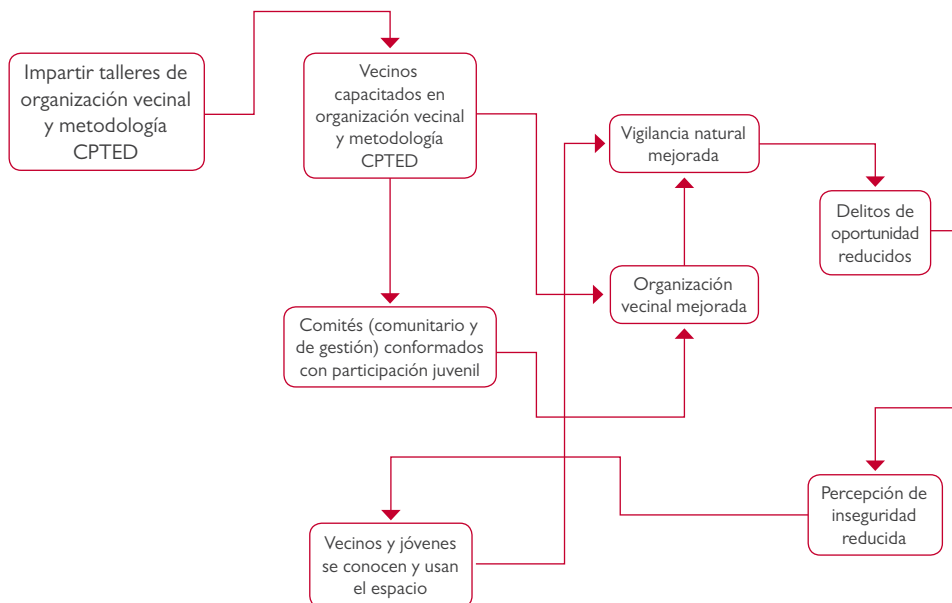 Impartir talleres de
organización vecinal
y metodología
CPTED
Vecinos
capacitados en
organización vecinal
y metodología
CPTED
Vigilancia natural
mejorada
Delitos de
oportunidad
reducidos
Organización
vecinal mejorada
Comités (comunitario y
de gestión) conformados
con participación juvenil
Percepción de
inseguridad
reducida
Vecinos y jóvenes
se conocen y usan
el espacio